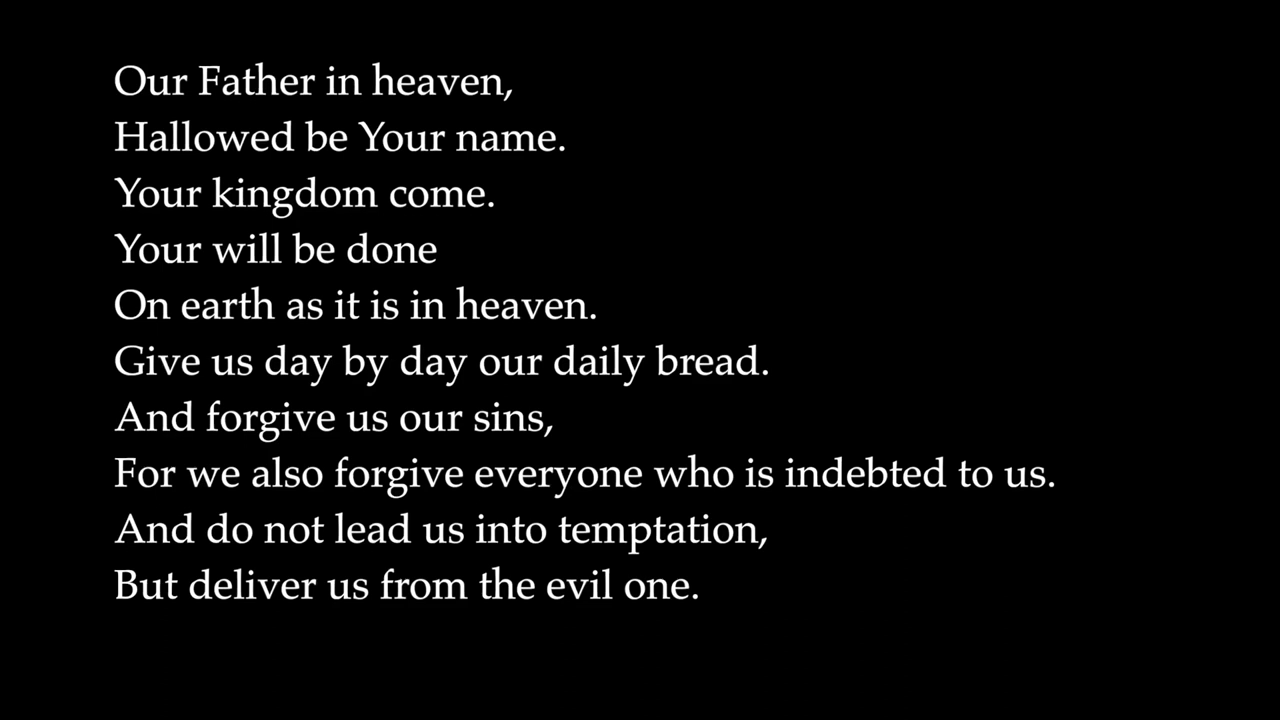 Our Father in heaven,
Hallowed be Your name.
Your kingdom come.
Your will be done
On earth as it is in heaven.
Give us day by day our daily bread.
And forgive us our sins,
For we also forgive everyone who is indebted to us.
And do not lead us into temptation,
But deliver us from the evil one.